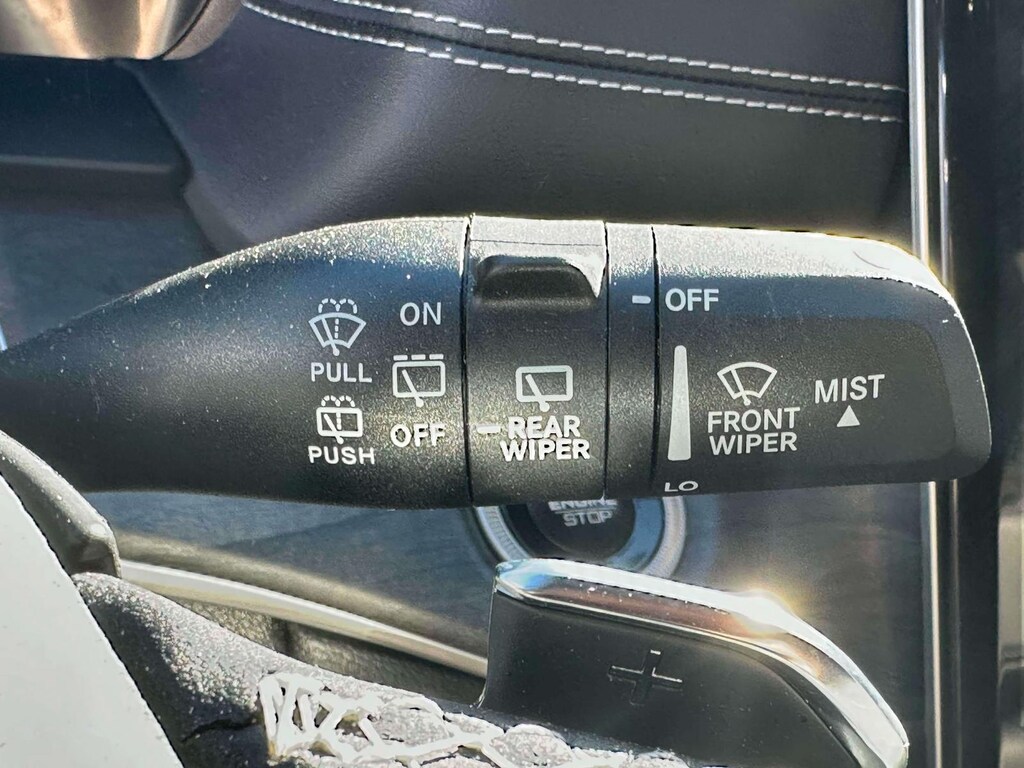 ON
PULL
OFF
PUSH
REAR
WIPER
OFF
LO
FRONT
WIPER
MIST
ENGINE
STOP
+